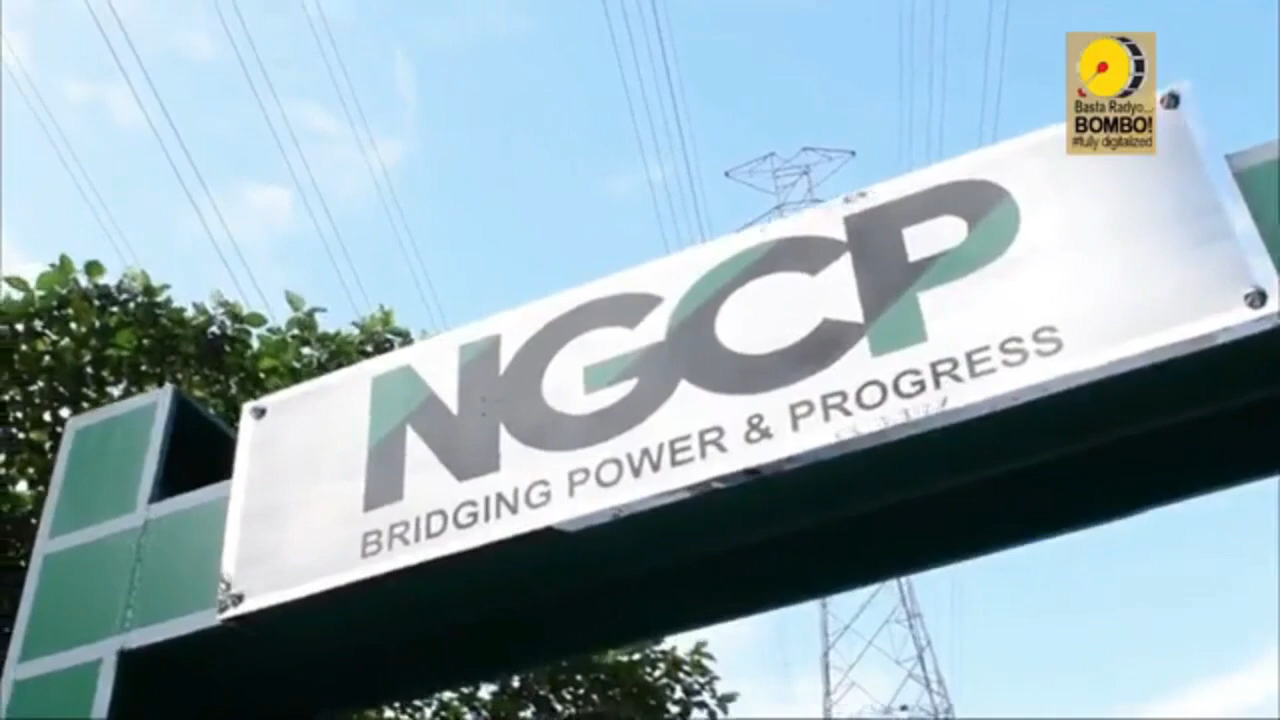 Basta Radyo...
BOMBO!
#fully digitalized
NGCP
BRIDGING POWER & PROGRESS